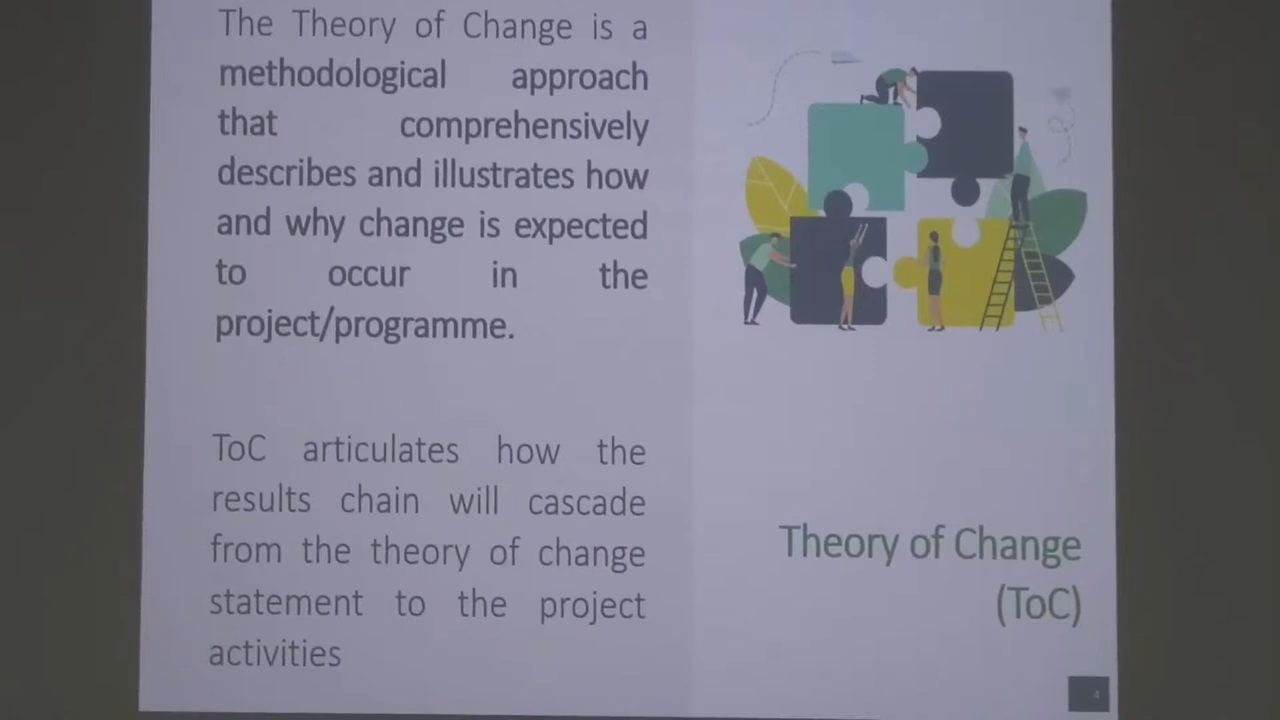 The Theory of Change is a
methodological approach
that comprehensively
describes and illustrates how
and why change is expected
to occur in the
project/programme.
ToC articulates how the
results chain will cascade
from the theory of change
statement to the project
activities
Theory of Change
(ToC)
4